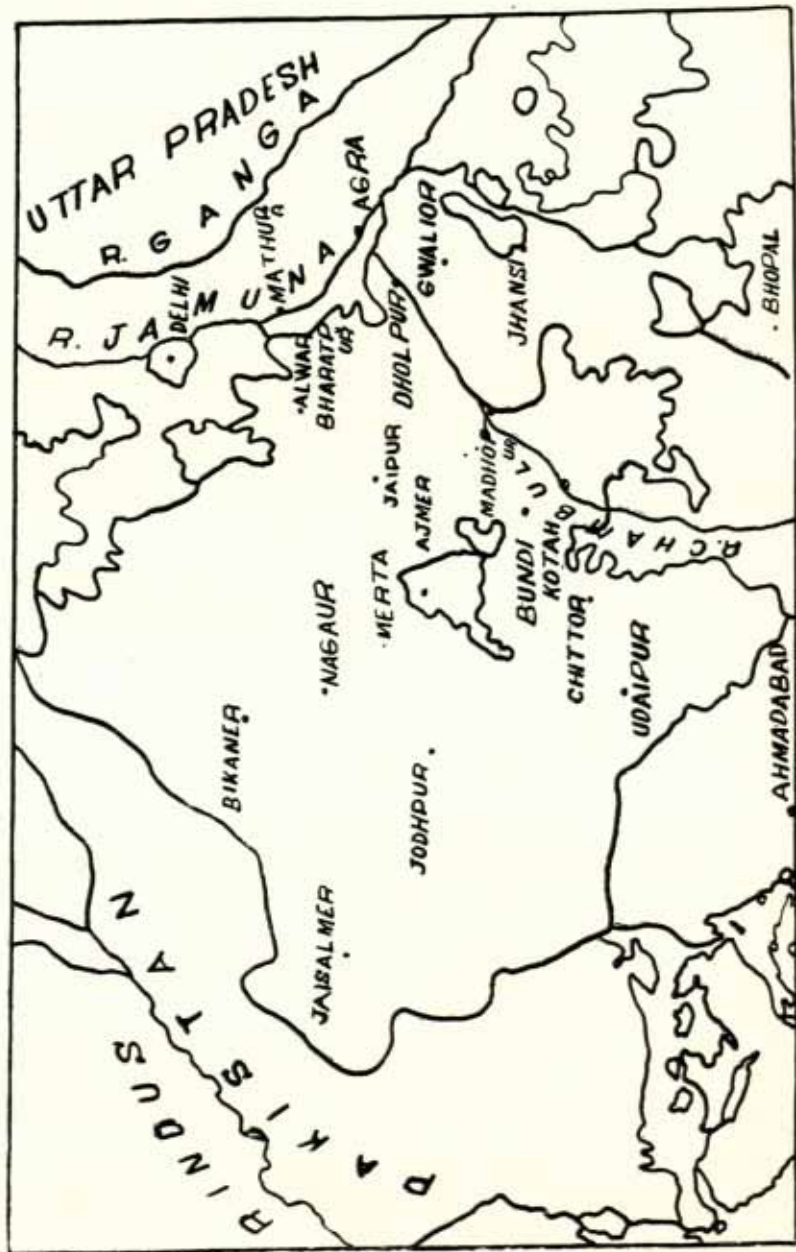 UTTAR PRADESH
R. GANGA
R. JAMUNA
DELHI
MATHURA
AGRA
ALWAR
BHARATPUR
DHOLPUR
GWALIOR
JHANSI
BHOPAL
JAIPUR
AJMER
MADHOPUR
MERTA
NAGAUR
BUNDI
KOTAH
R. CHAMBUL
CHITTOR
UDAIPUR
AHMADABAD
BIKANER
JODHPUR
JAISALMER
PAKISTAN
R INDUS